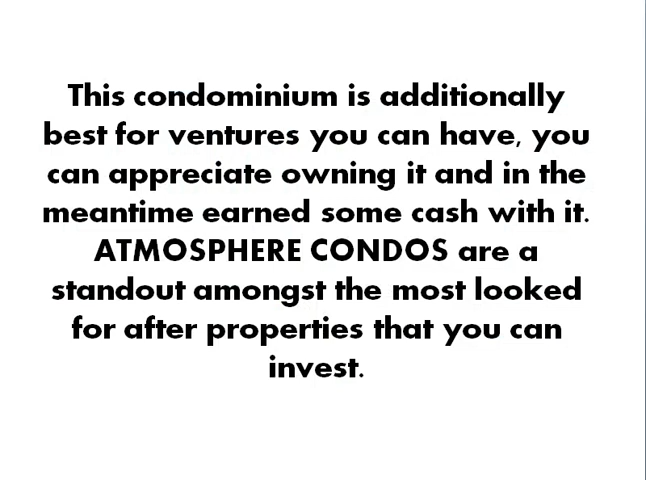 This condominium is additionally
best for ventures you can have, you
can appreciate owning it and in the
meantime earned some cash with it.
ATMOSPHERE CONDOS are a
standout amongst the most looked
for after properties that you can
invest.